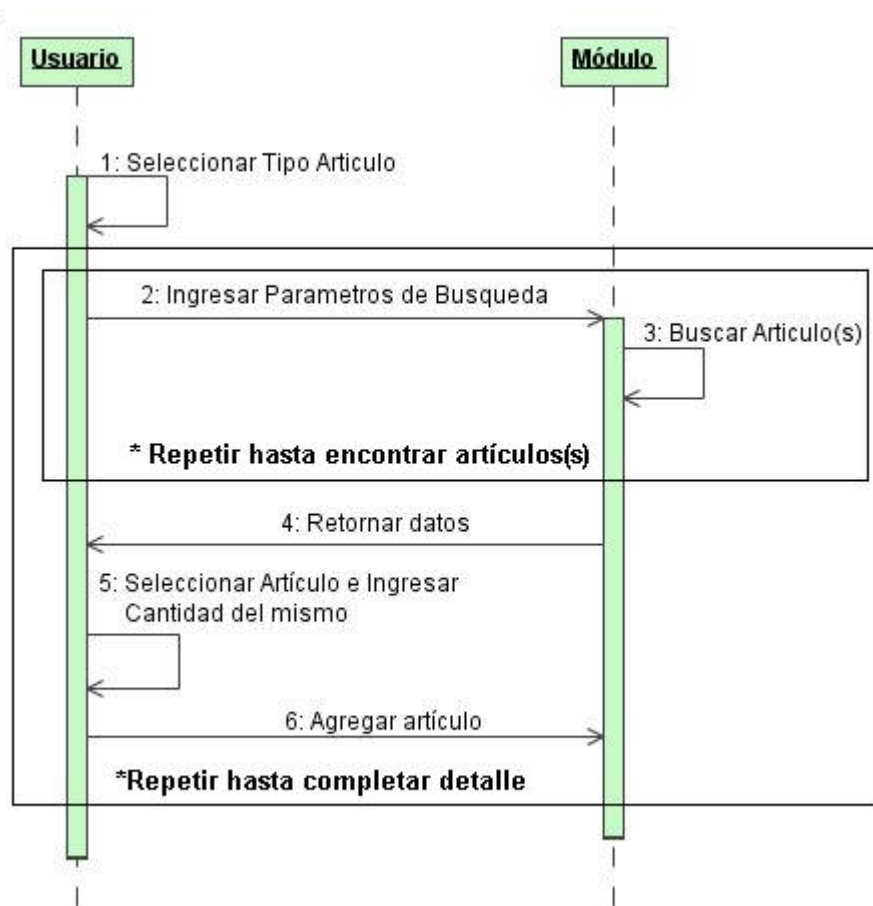 Usuario
Módulo
1: Seleccionar Tipo Articulo
2: Ingresar Parametros de Busqueda
3: Buscar Articulo(s)
* Repetir hasta encontrar artículos(s)
4: Retornar datos
5: Seleccionar Artículo e Ingresar
Cantidad del mismo
6: Agregar artículo
*Repetir hasta completar detalle